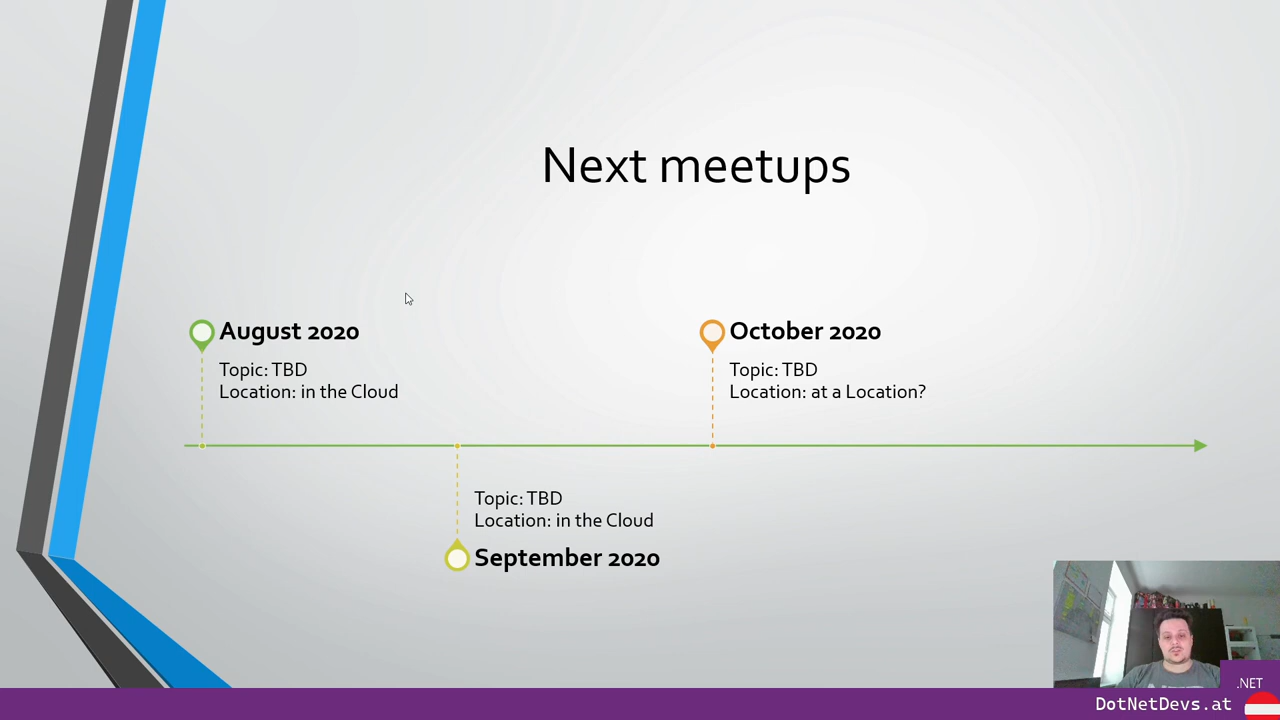 Next meetups
August 2020
Topic: TBD
Location: in the Cloud
October 2020
Topic: TBD
Location: at a Location?
Topic: TBD
Location: in the Cloud
September 2020
.NET
DotNetDevs.at